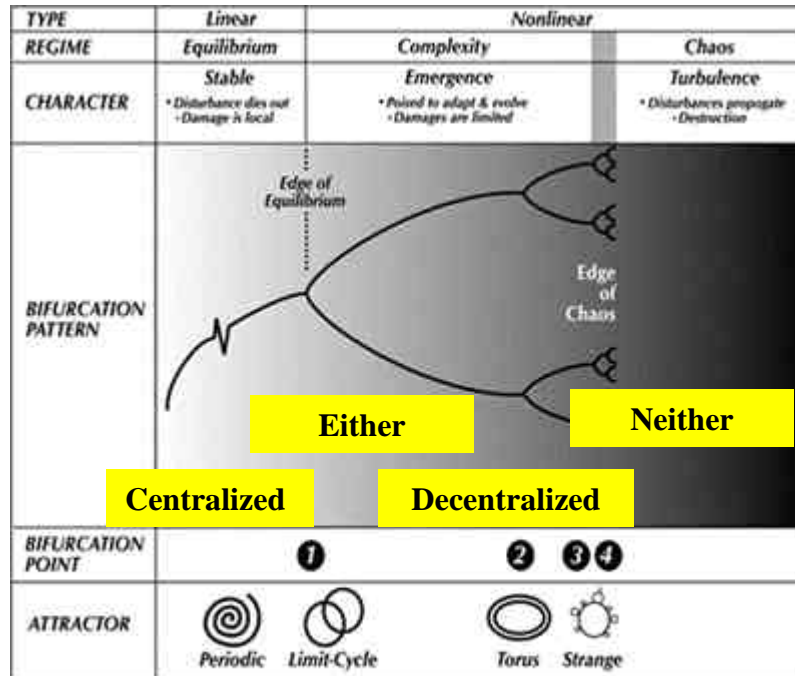 TYPE Linear Nonlinear
REGIME Equilibrium Complexity Chaos
CHARACTER
Stable
• Disturbance dies out
• Damage is local
Emergence
• Poised to adapt & evolve
• Damages are limited
Turbulence
• Disturbances propogate
• Destruction
BIFURCATION
PATTERN
Edge of
Equilibrium
Edge
of
Chaos
Either
Neither
Centralized
Decentralized
BIFURCATION
POINT
1 2 3 4
ATTRACTOR
Periodic Limit-Cycle Torus Strange